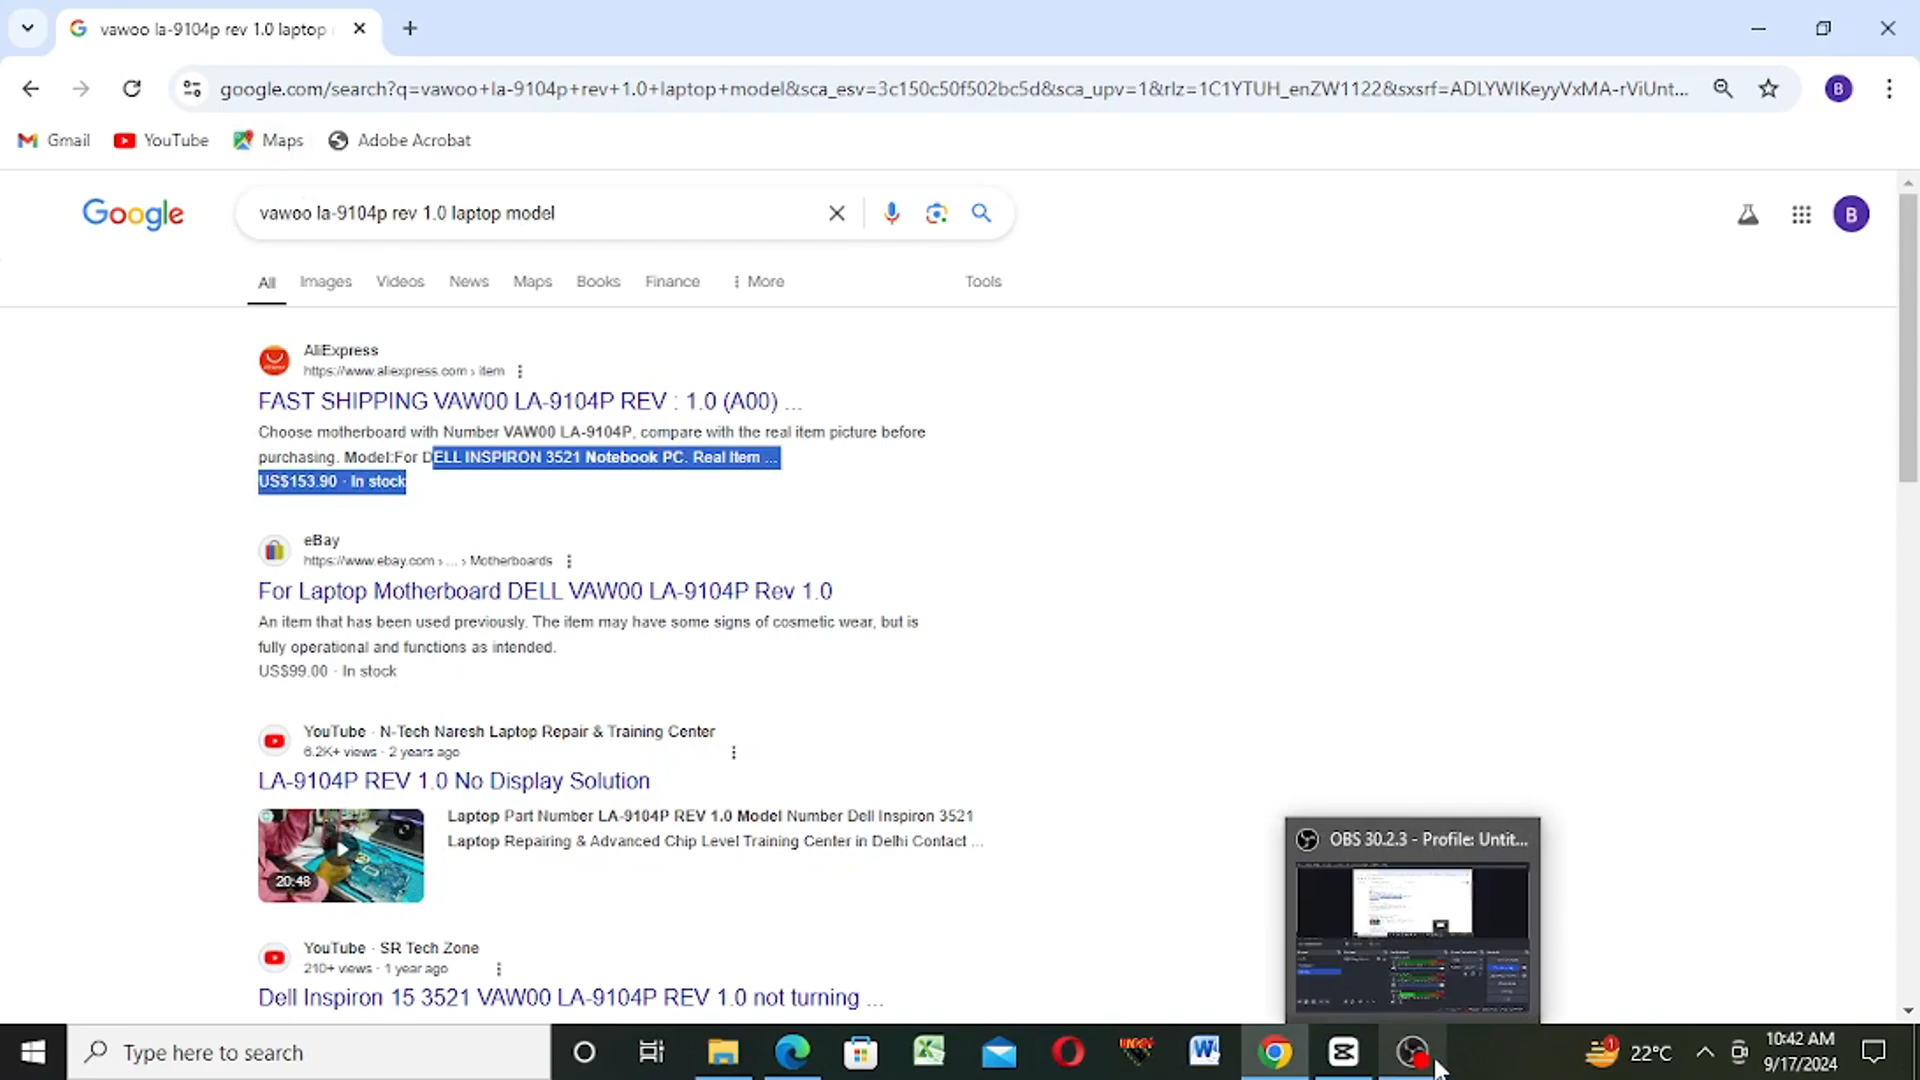 vawoo la-9104p rev 1.0 laptop
google.com/search?q=vawoo+la-9104p+rev+1.0+laptop+model&sca_esv=3c150c50f502bc5d&sca_upv=1&rlz=1C1YTUH_enZW1122&sxsrf=ADLYWIKeyyVxMA-rViUnt...
B
Gmail
YouTube
Maps
Adobe Acrobat
Google
vawoo la-9104p rev 1.0 laptop model
B
All
Images
Videos
News
Maps
Books
Finance
More
Tools
AliExpress
https://www.aliexpress.com › item
FAST SHIPPING VAW00 LA-9104P REV : 1.0 (A00) ...
Choose motherboard with Number VAW00 LA-9104P, compare with the real item picture before
purchasing. Model:For DELL INSPIRON 3521 Notebook PC. Real Item ...
US$153.90 · In stock
eBay
https://www.ebay.com › ... › Motherboards
For Laptop Motherboard DELL VAW00 LA-9104P Rev 1.0
An item that has been used previously. The item may have some signs of cosmetic wear, but is
fully operational and functions as intended.
US$99.00 · In stock
YouTube · N-Tech Naresh Laptop Repair & Training Center
6.2K+ views · 2 years ago
LA-9104P REV 1.0 No Display Solution
20:48
Laptop Part Number LA-9104P REV 1.0 Model Number Dell Inspiron 3521
Laptop Repairing & Advanced Chip Level Training Center in Delhi Contact ...
YouTube · SR Tech Zone
210+ views · 1 year ago
Dell Inspiron 15 3521 VAW00 LA-9104P REV 1.0 not turning ...
OBS 30.2.3 - Profile: Untit...
Type here to search
1
22°C
10:42 AM
9/17/2024